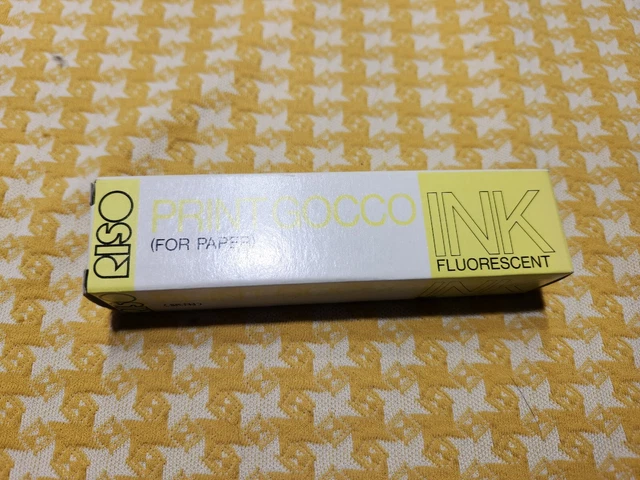 RISO
PRINT GOCCO
(FOR PAPER)
INK
FLUORESCENT